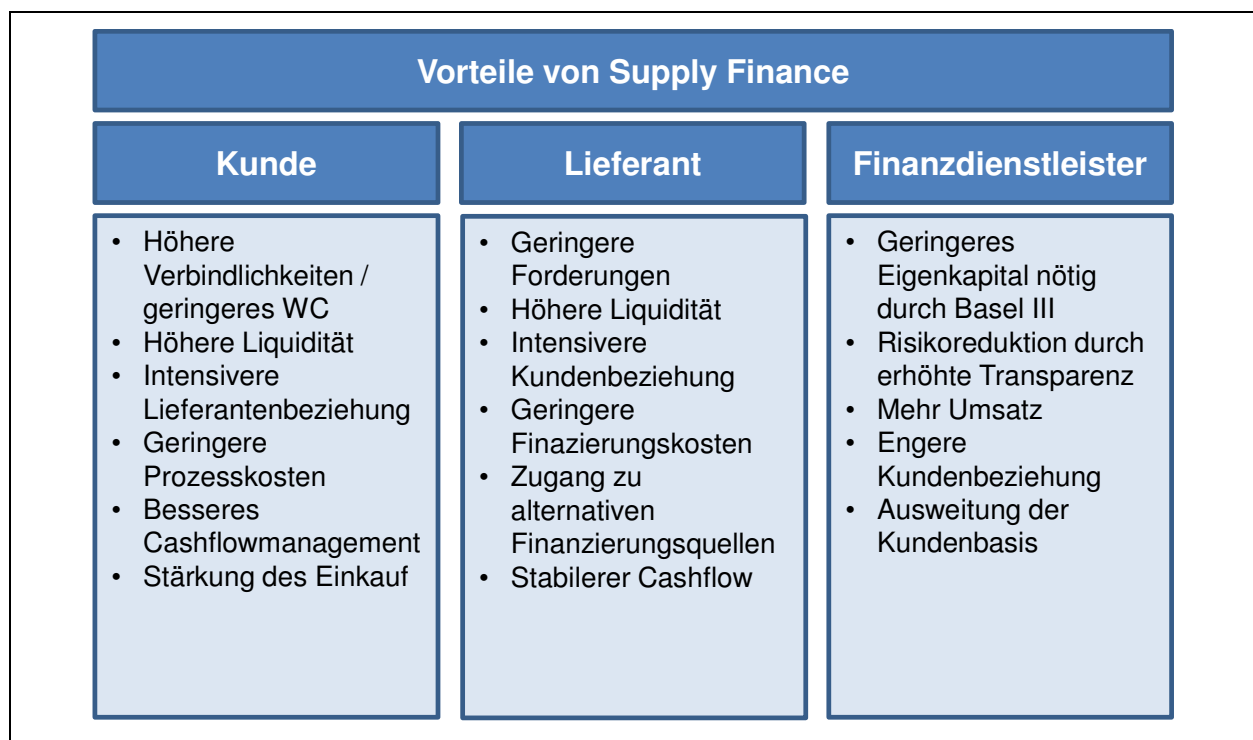 Vorteile von Supply Finance
Kunde
• Höhere
Verbindlichkeiten /
geringeres WC
• Höhere Liquidität
• Intensivere
Lieferantenbeziehung
• Geringere
Prozesskosten
• Besseres
Cashflowmanagement
• Stärkung des Einkauf
Lieferant
• Geringere
Forderungen
• Höhere Liquidität
• Intensivere
Kundenbeziehung
• Geringere
Finazierungskosten
• Zugang zu
alternativen
Finanzierungsquellen
• Stabilerer Cashflow
Finanzdienstleister
• Geringeres
Eigenkapital nötig
durch Basel III
• Risikoreduktion durch
erhöhte Transparenz
• Mehr Umsatz
• Engere
Kundenbeziehung
• Ausweitung der
Kundenbasis